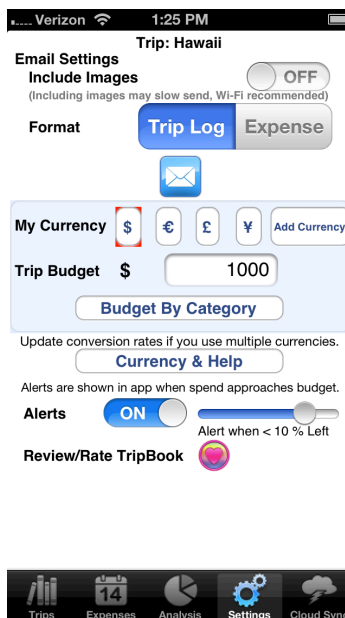 Verizon 1:25 PM
Trip: Hawaii
Email Settings
Include Images OFF
(Including images may slow send, Wi-Fi recommended)
Format Trip Log Expense
My Currency $ € £ ¥ Add Currency
Trip Budget $ 1000
Budget By Category
Update conversion rates if you use multiple currencies.
Currency & Help
Alerts are shown in app when spend approaches budget.
Alerts ON
Alert when < 10 % Left
Review/Rate TripBook
14
Trips Expenses Analysis Settings Cloud Sync